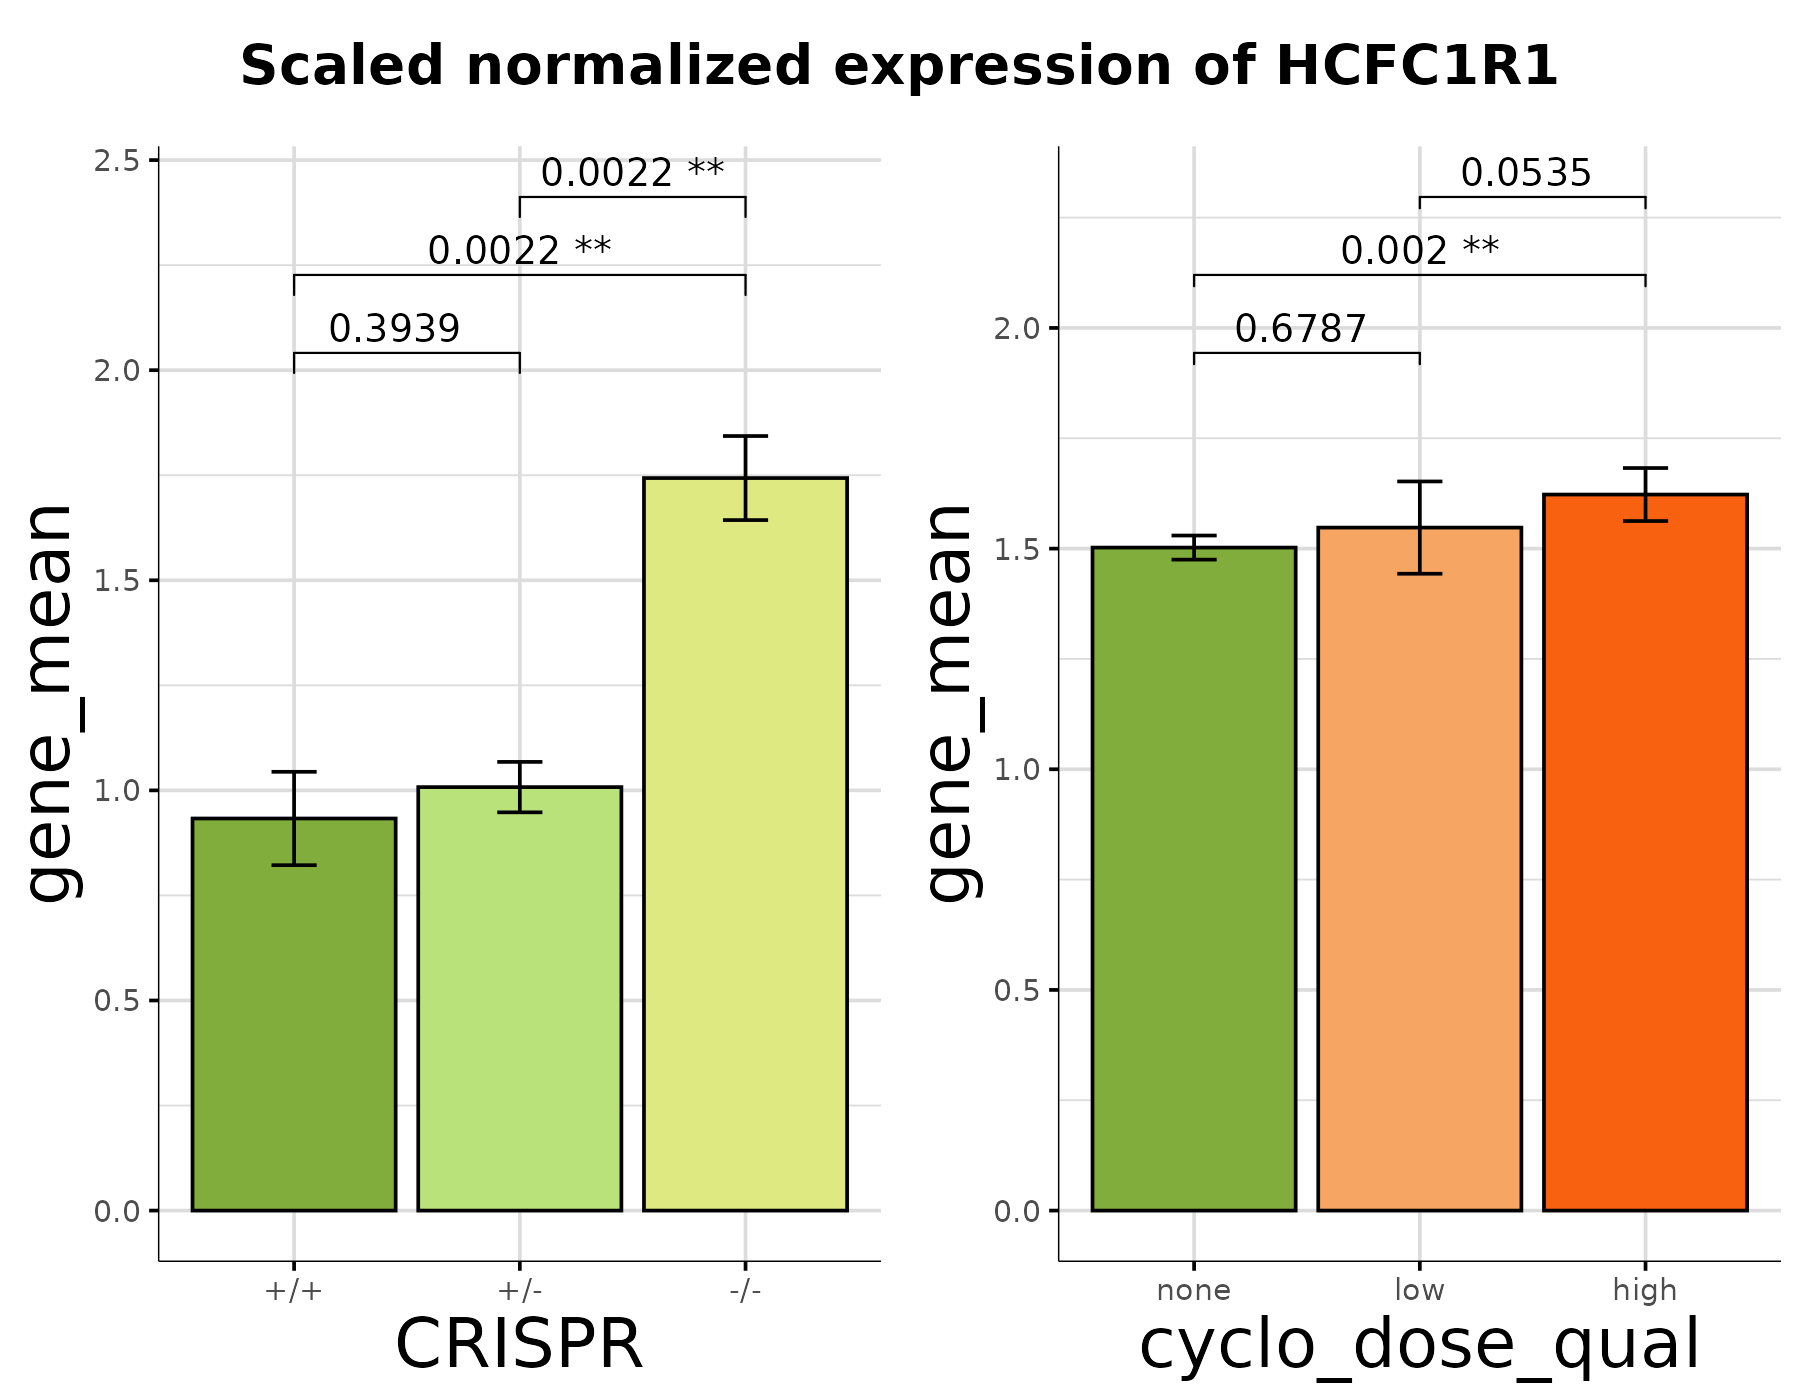 Scaled normalized expression of HCFC1R1
gene_mean
2.5
2.0
1.5
1.0
0.5
0.0
0.0022 **
0.0022 **
0.3939
+/+ +/- -/-
CRISPR
gene_mean
2.0
1.5
1.0
0.5
0.0
0.0535
0.002 **
0.6787
none low high
cyclo_dose_qual